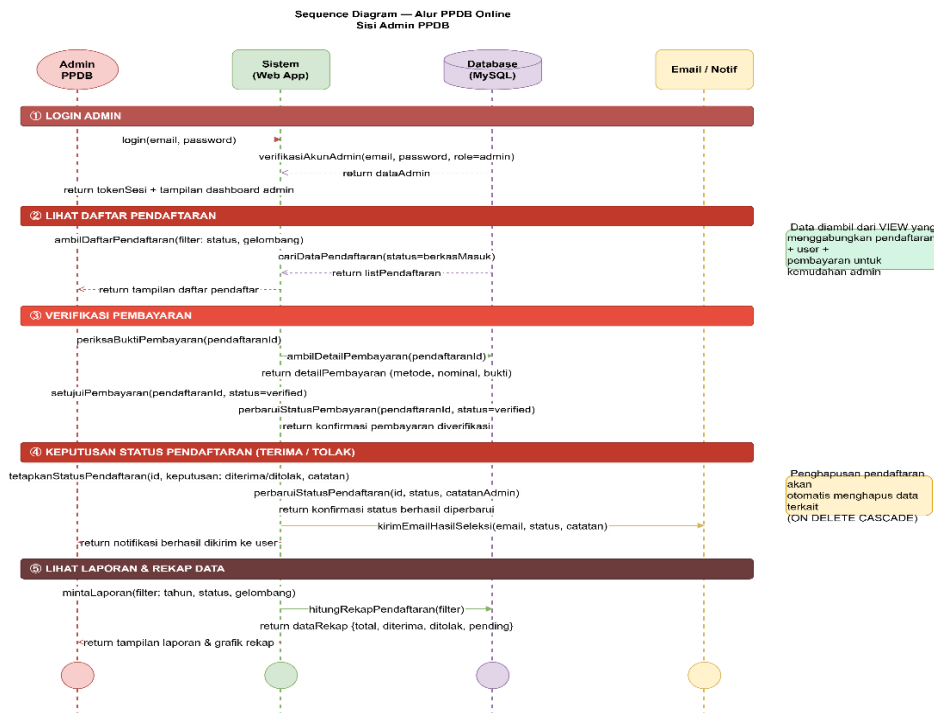 Sequence Diagram — Alur PPDB Online
Sisi Admin PPDB
Admin
PPDB
Sistem
(Web App)
Database
(MySQL)
Email / Notif
① LOGIN ADMIN
login(email, password)
verifikasiAkunAdmin(email, password, role=admin)
return dataAdmin
return tokenSesi + tampilan dashboard admin
② LIHAT DAFTAR PENDAFTARAN
Data diambil dari VIEW yang
menggabungkan pendaftaran
+ user +
pembayaran untuk
kemudahan admin
ambilDaftarPendaftaran(filter: status, gelombang)
cariDataPendaftaran(status=berkasMasuk)
return listPendaftaran
return tampilan daftar pendaftar
③ VERIFIKASI PEMBAYARAN
periksaBuktiPembayaran(pendaftaranId)
ambilDetailPembayaran(pendaftaranId)
return detailPembayaran (metode, nominal, bukti)
setujuiPembayaran(pendaftaranId, status=verified)
perbaruiStatusPembayaran(pendaftaranId, status=verified)
return konfirmasi pembayaran diverifikasi
④ KEPUTUSAN STATUS PENDAFTARAN (TERIMA / TOLAK)
tetapkanStatusPendaftaran(id, keputusan: diterima/ditolak, catatan)
Penghapusan pendaftaran
akan
otomatis menghapus data
terkait
(ON DELETE CASCADE)
perbaruiStatusPendaftaran(id, status, catatanAdmin)
return konfirmasi status berhasil diperbarui
kirimEmailHasilSeleksi(email, status, catatan)
return notifikasi berhasil dikirim ke user
⑤ LIHAT LAPORAN & REKAP DATA
mintaLaporan(filter: tahun, status, gelombang)
hitungRekapPendaftaran(filter)
return dataRekap {total, diterima, ditolak, pending}
return tampilan laporan & grafik rekap